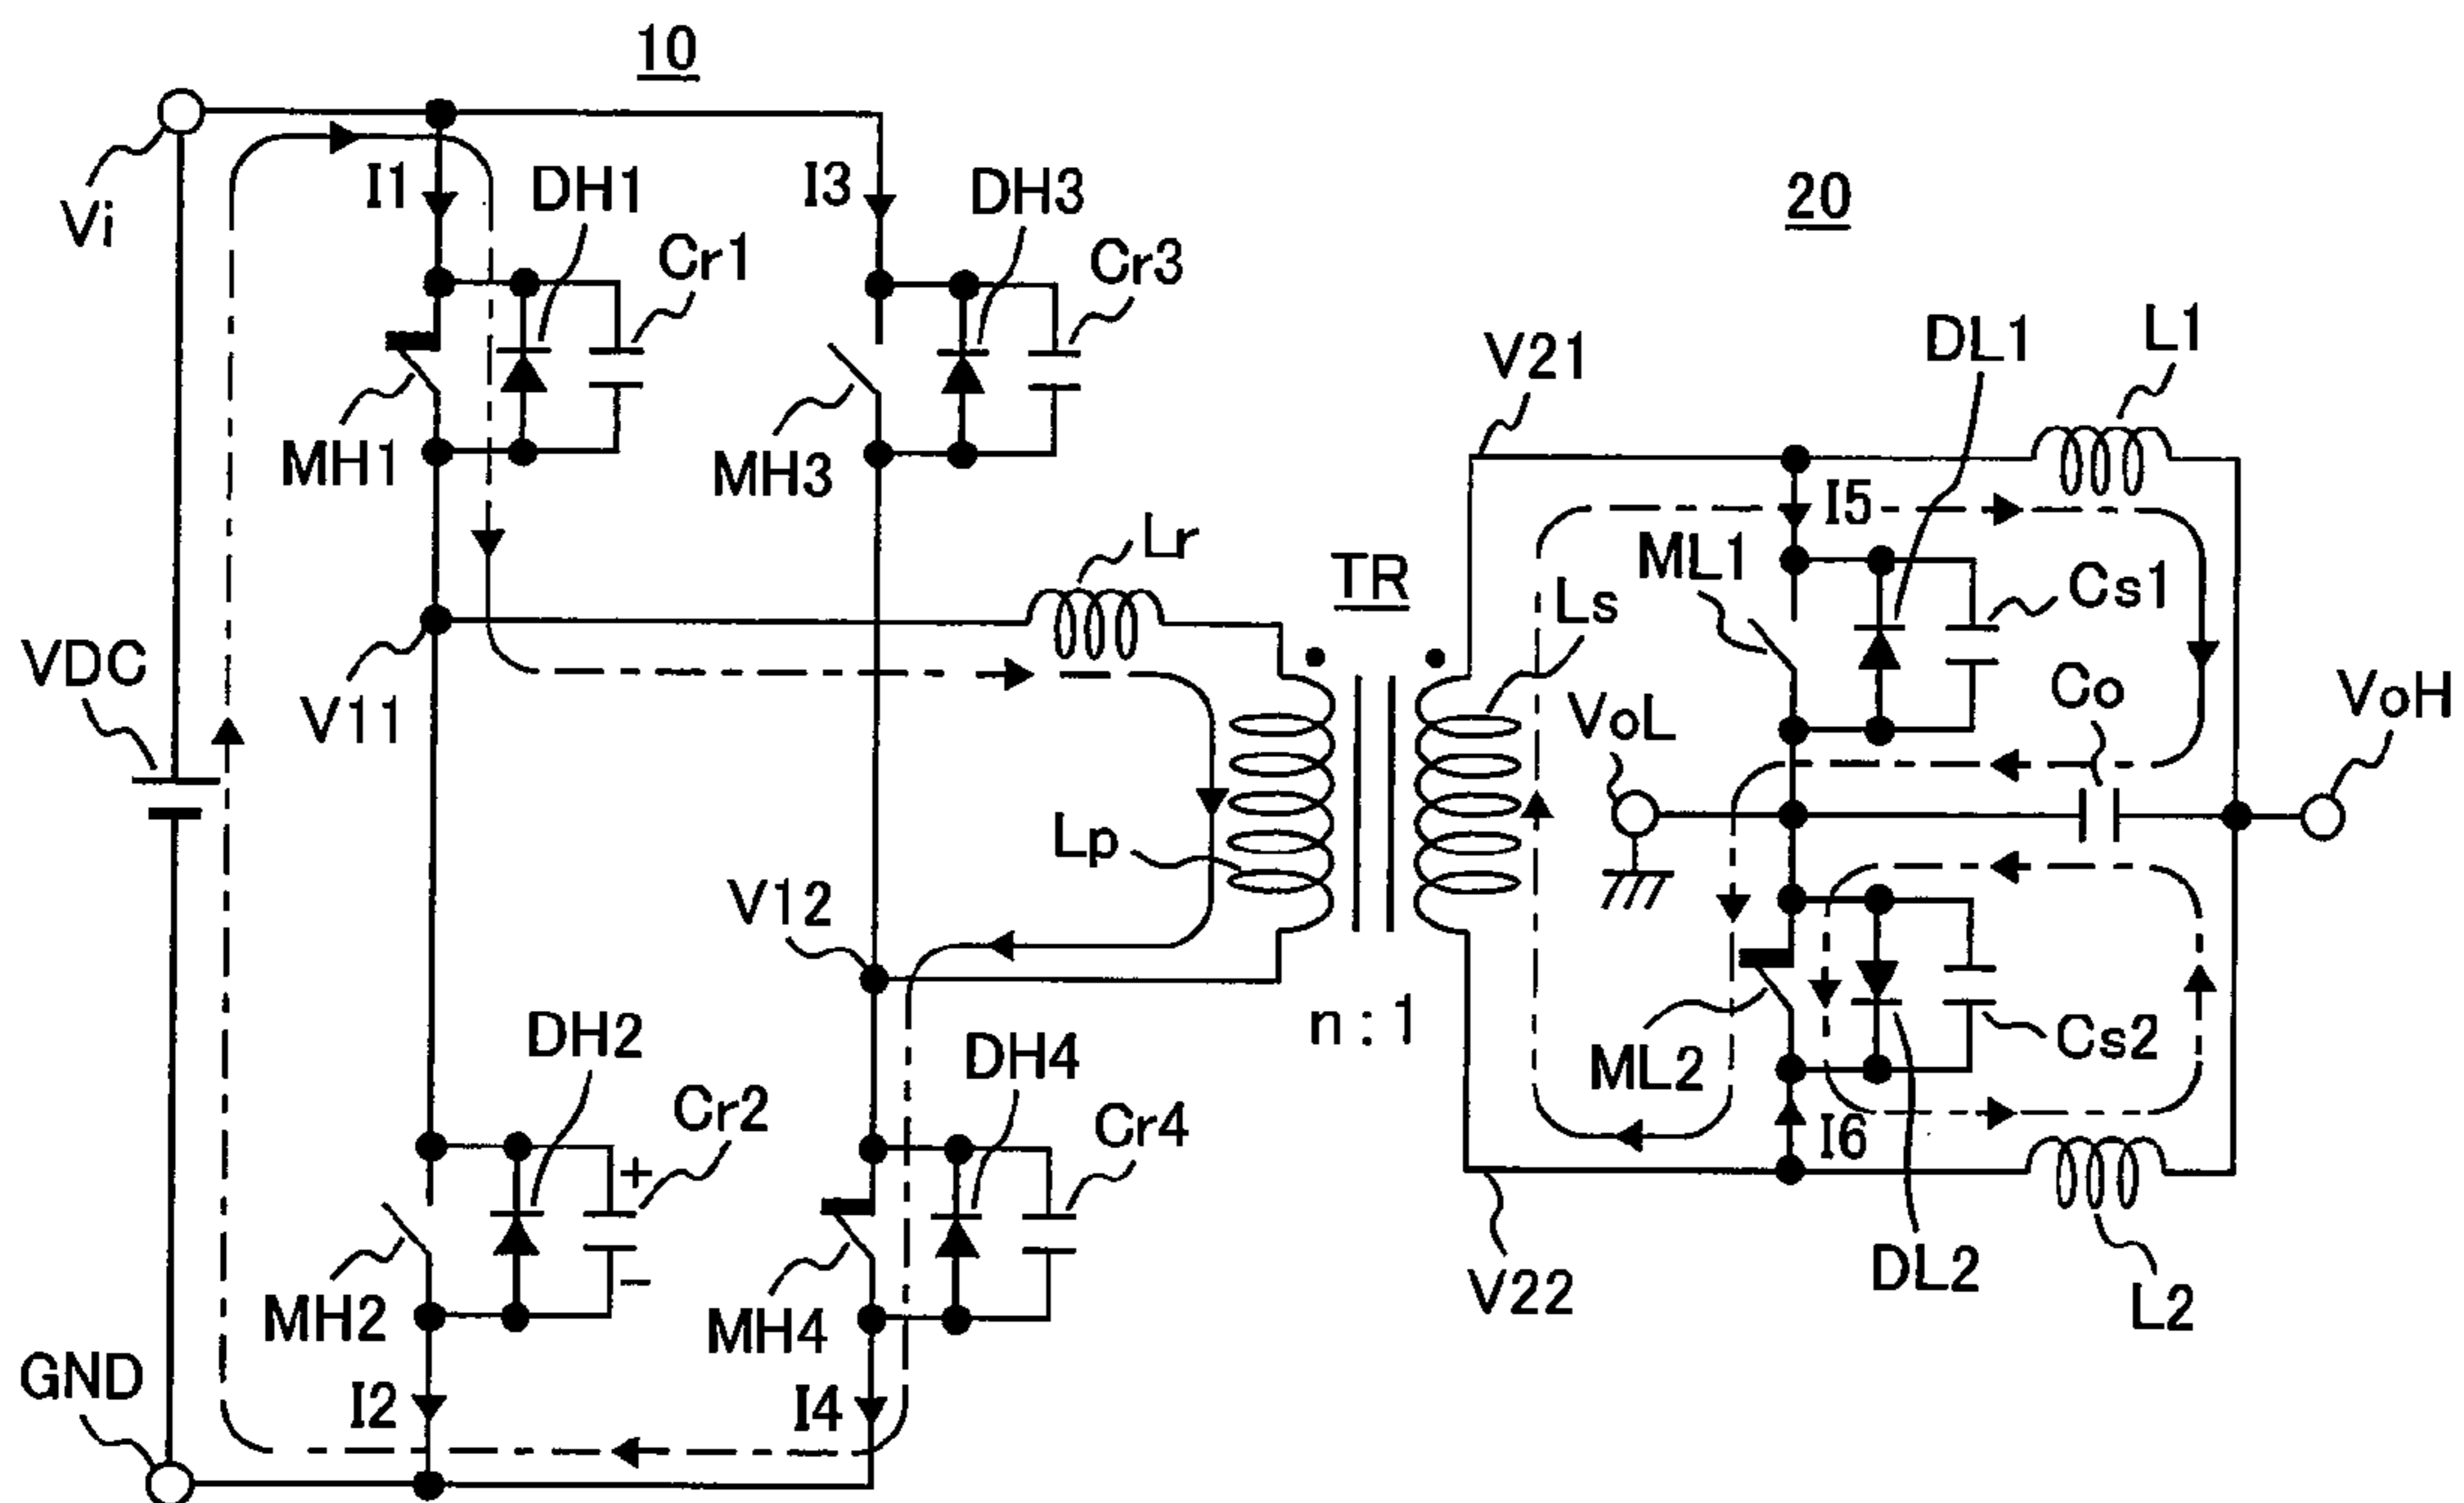 10
I1
DH1
I3
DH3
20
Vi
Cr1
Cr3
DL1
L1
V21
MH1
MH3
I5
Lr
ML1
TR
Ls
Cs1
VDC
V11
VoL
Co
VoH
Lp
V12
n : 1
DH2
DH4
ML2
Cs2
Cr2
+
Cr4
I6
−
MH2
MH4
V22
DL2
L2
GND
I2
I4